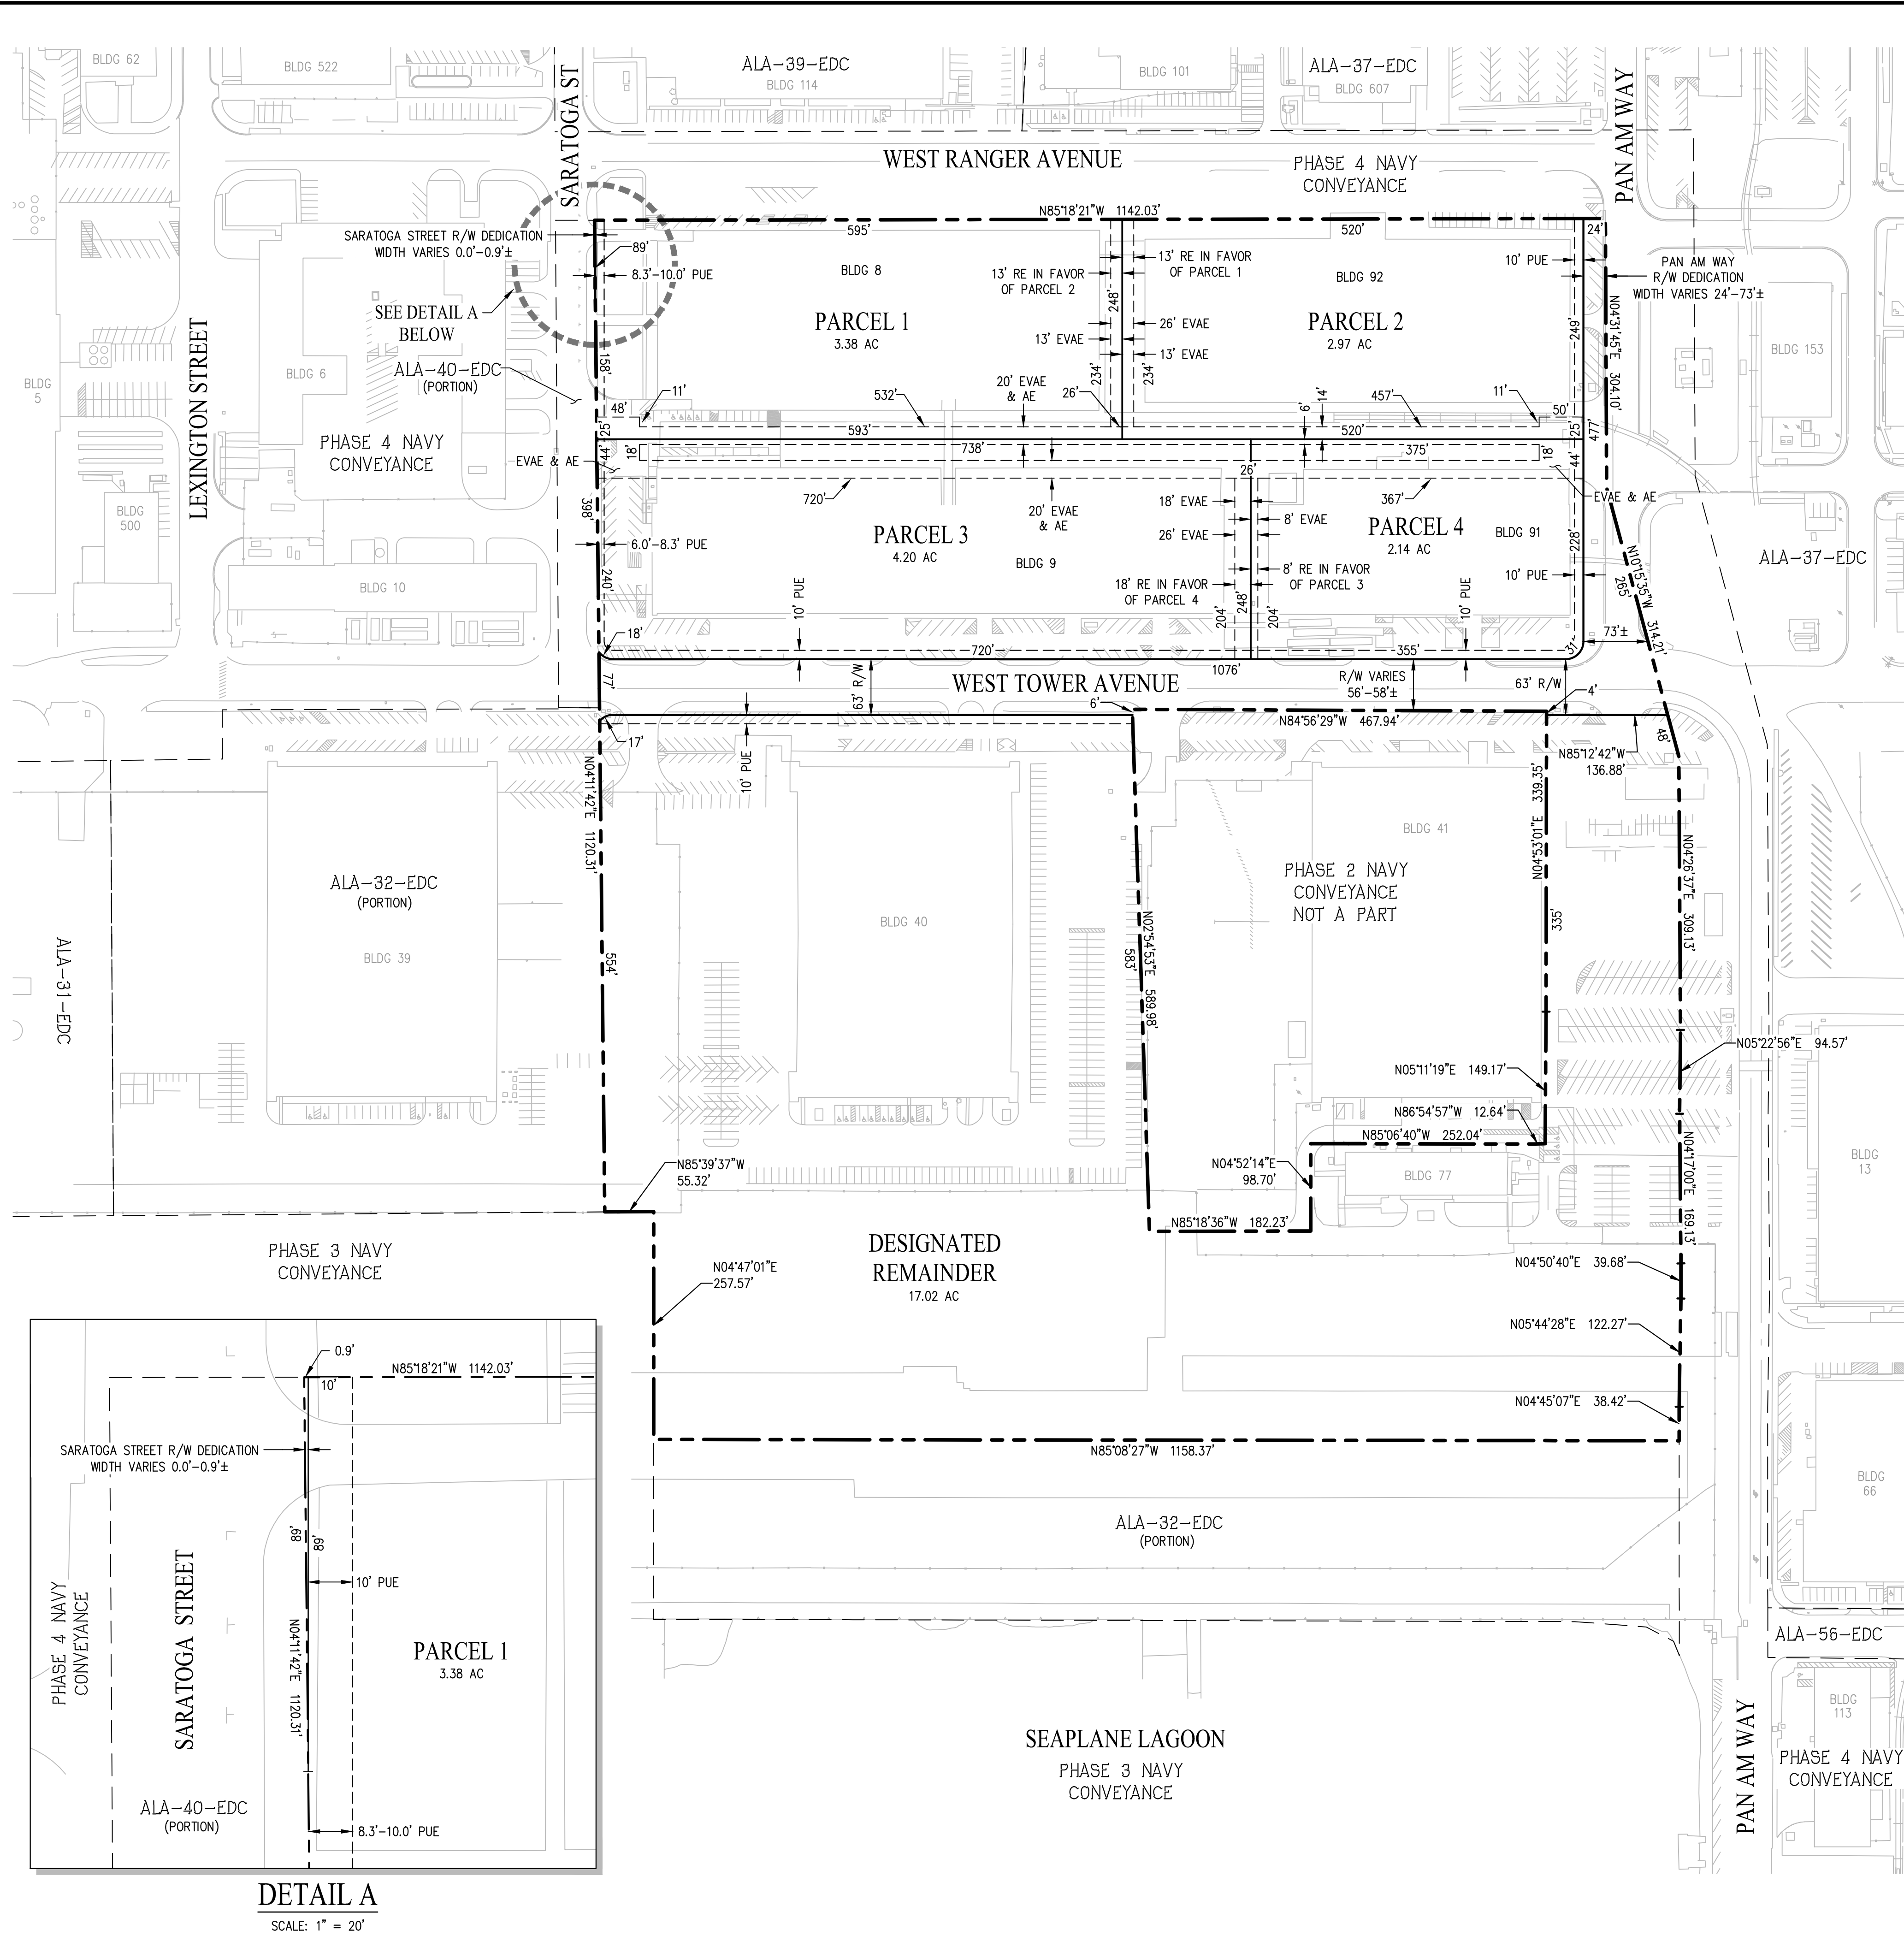 BLDG 62
BLDG 522
SARATOGA ST
ALA-39-EDC
BLDG 114
BLDG 101
ALA-37-EDC
BLDG 607
PAN AM WAY
WEST RANGER AVENUE
PHASE 4 NAVY
CONVEYANCE
N85°18'21"W 1142.03'
SARATOGA STREET R/W DEDICATION
WIDTH VARIES 0.0'-0.9'±
89'
8.3'-10.0' PUE
595'
520'
24'
BLDG 8
13' RE IN FAVOR
OF PARCEL 2
13' RE IN FAVOR
OF PARCEL 1
BLDG 92
10' PUE
PAN AM WAY
R/W DEDICATION
WIDTH VARIES 24'-73'±
SEE DETAIL A
BELOW
LEXINGTON STREET
PARCEL 1
3.38 AC
248'
26' EVAE
13' EVAE
13' EVAE
PARCEL 2
2.97 AC
249'
N04°31'45"E 304.10'
BLDG 153
BLDG
5
BLDG 6
ALA-40-EDC
(PORTION)
158'
234'
234'
11'
532'
20' EVAE
& AE
26'
6'
14'
457'
11'
48'
50'
PHASE 4 NAVY
CONVEYANCE
25'
593'
520'
25'
477'
EVAE & AE
44'
18'
738'
26'
375'
18'
44'
EVAE & AE
BLDG
500
398'
720'
20' EVAE
& AE
18' EVAE
8' EVAE
26' EVAE
367'
PARCEL 3
4.20 AC
BLDG 9
PARCEL 4
2.14 AC
BLDG 91
228'
6.0'-8.3' PUE
240'
ALA-37-EDC
N10°15'35"W 314.21'
265'
BLDG 10
10' PUE
18' RE IN FAVOR
OF PARCEL 4
8' RE IN FAVOR
OF PARCEL 3
10' PUE
10' PUE
204'
248'
204'
18'
720'
355'
31'
73'±
1076'
77'
63' R/W
WEST TOWER AVENUE
R/W VARIES
56'-58'±
63' R/W
6'
4'
N84°56'29"W 467.94'
17'
10' PUE
N85°12'42"W
136.88'
48'
N04°11'42"E 1120.31'
N04°53'01"E 339.35'
BLDG 41
ALA-32-EDC
(PORTION)
BLDG 39
ALA-31-EDC
BLDG 40
PHASE 2 NAVY
CONVEYANCE
NOT A PART
N04°26'37"E 309.13'
335'
N02°54'53"E 589.98'
583'
554'
N05°22'56"E 94.57'
N05°11'19"E 149.17'
N86°54'57"W 12.64'
N85°06'40"W 252.04'
N85°39'37"W
55.32'
N04°52'14"E
98.70'
BLDG 77
N04°17'00"E 169.13'
BLDG
13
N85°18'36"W 182.23'
PHASE 3 NAVY
CONVEYANCE
DESIGNATED
REMAINDER
17.02 AC
N04°47'01"E
257.57'
N04°50'40"E 39.68'
N05°44'28"E 122.27'
N04°45'07"E 38.42'
N85°08'27"W 1158.37'
BLDG
66
ALA-32-EDC
(PORTION)
ALA-56-EDC
BLDG
113
SEAPLANE LAGOON
PHASE 3 NAVY
CONVEYANCE
PAN AM WAY
PHASE 4 NAVY
CONVEYANCE
0.9'
N85°18'21"W 1142.03'
10'
SARATOGA STREET R/W DEDICATION
WIDTH VARIES 0.0'-0.9'±
89'
89'
10' PUE
PHASE 4 NAVY
CONVEYANCE
SARATOGA STREET
N04°11'42"E 1120.31'
PARCEL 1
3.38 AC
ALA-40-EDC
(PORTION)
8.3'-10.0' PUE
DETAIL A
SCALE: 1" = 20'